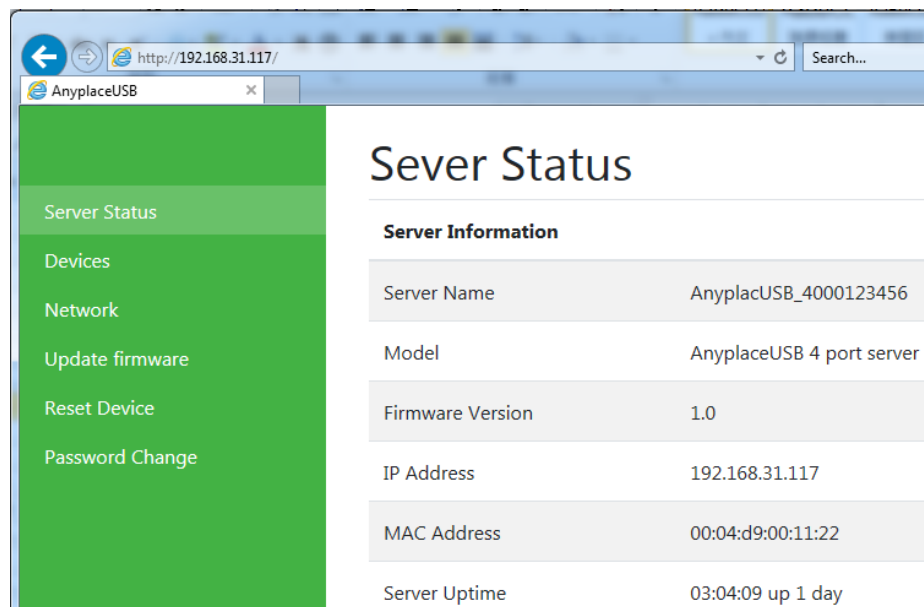 http://192.168.31.117/
Search...
AnyplaceUSB
Sever Status
Server Status
Server Information
Devices
Server Name AnyplacUSB_4000123456
Network
Model AnyplaceUSB 4 port server
Update firmware
Reset Device
Firmware Version 1.0
Password Change
IP Address 192.168.31.117
MAC Address 00:04:d9:00:11:22
Server Uptime 03:04:09 up 1 day